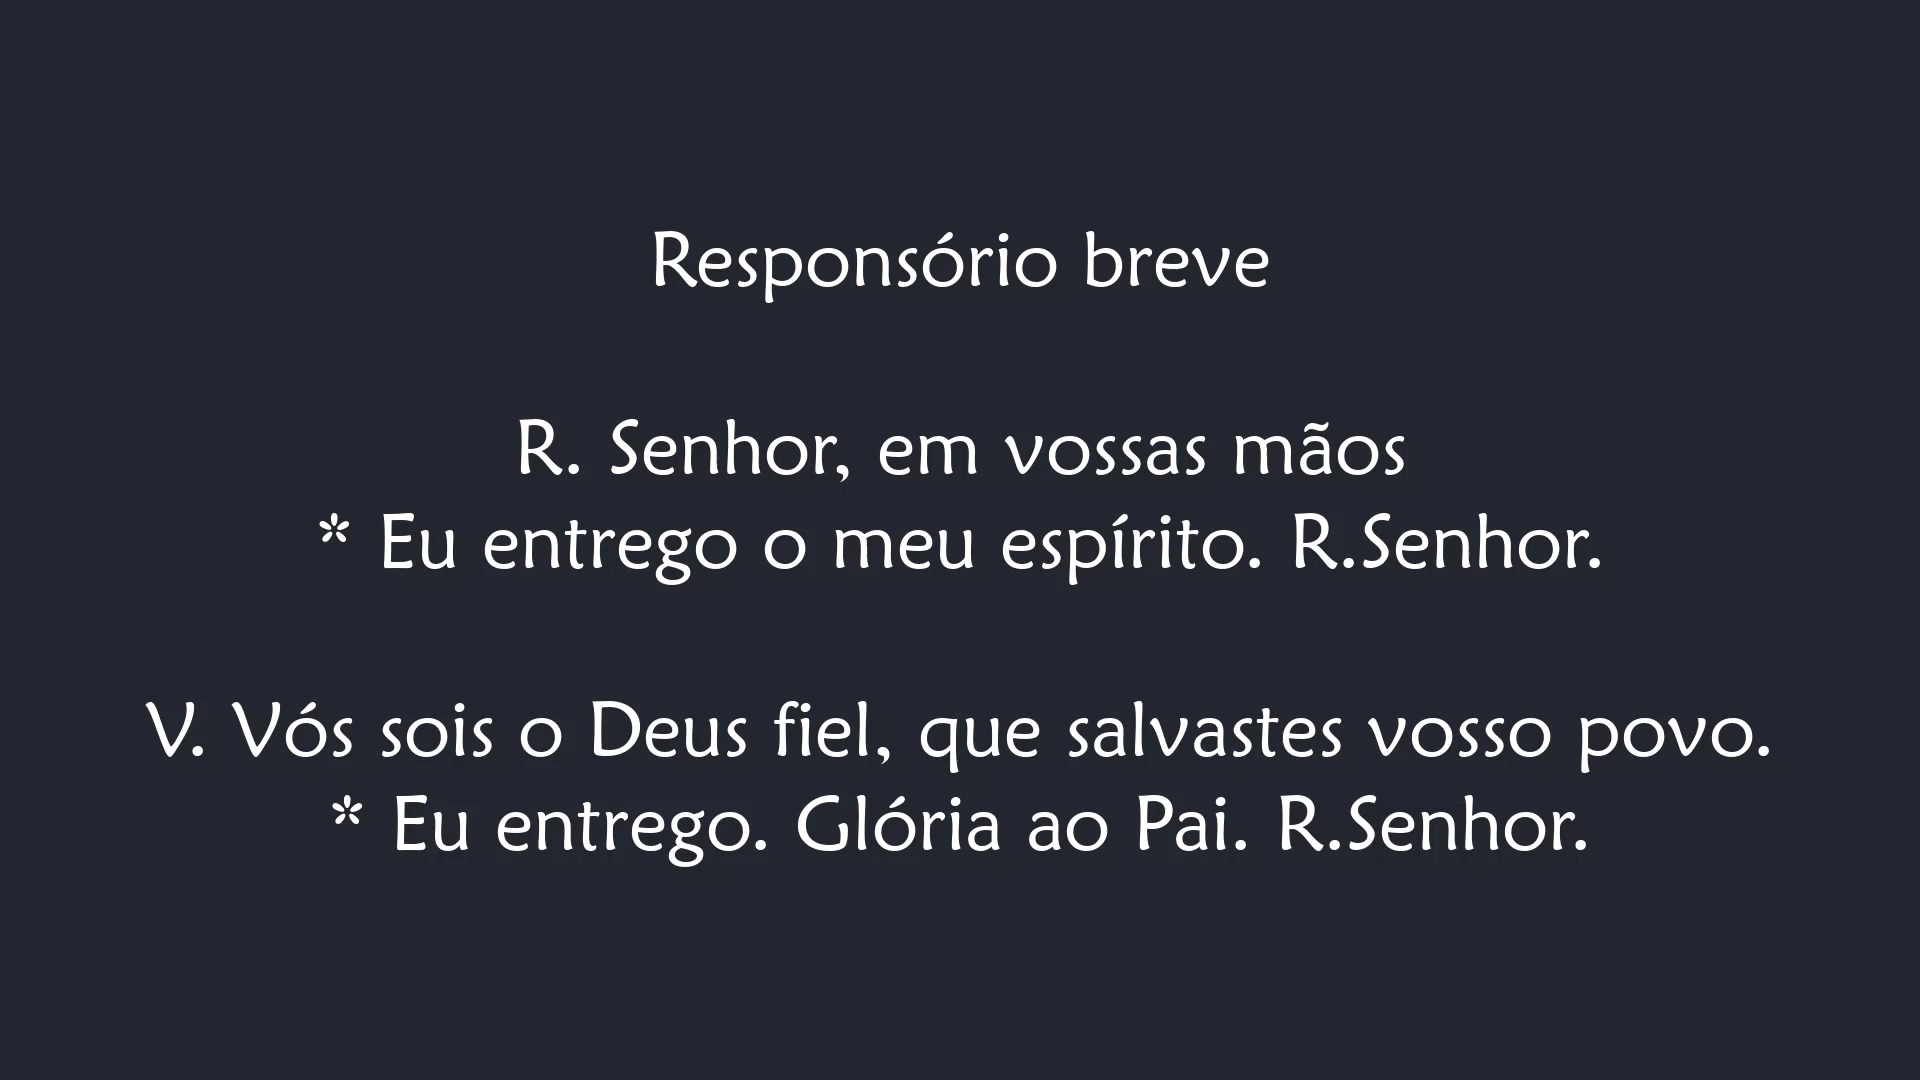 Responsório breve
R. Senhor, em vossas mãos
* Eu entrego o meu espírito. R.Senhor.
V. Vós sois o Deus fiel, que salvastes vosso povo.
* Eu entrego. Glória ao Pai. R.Senhor.